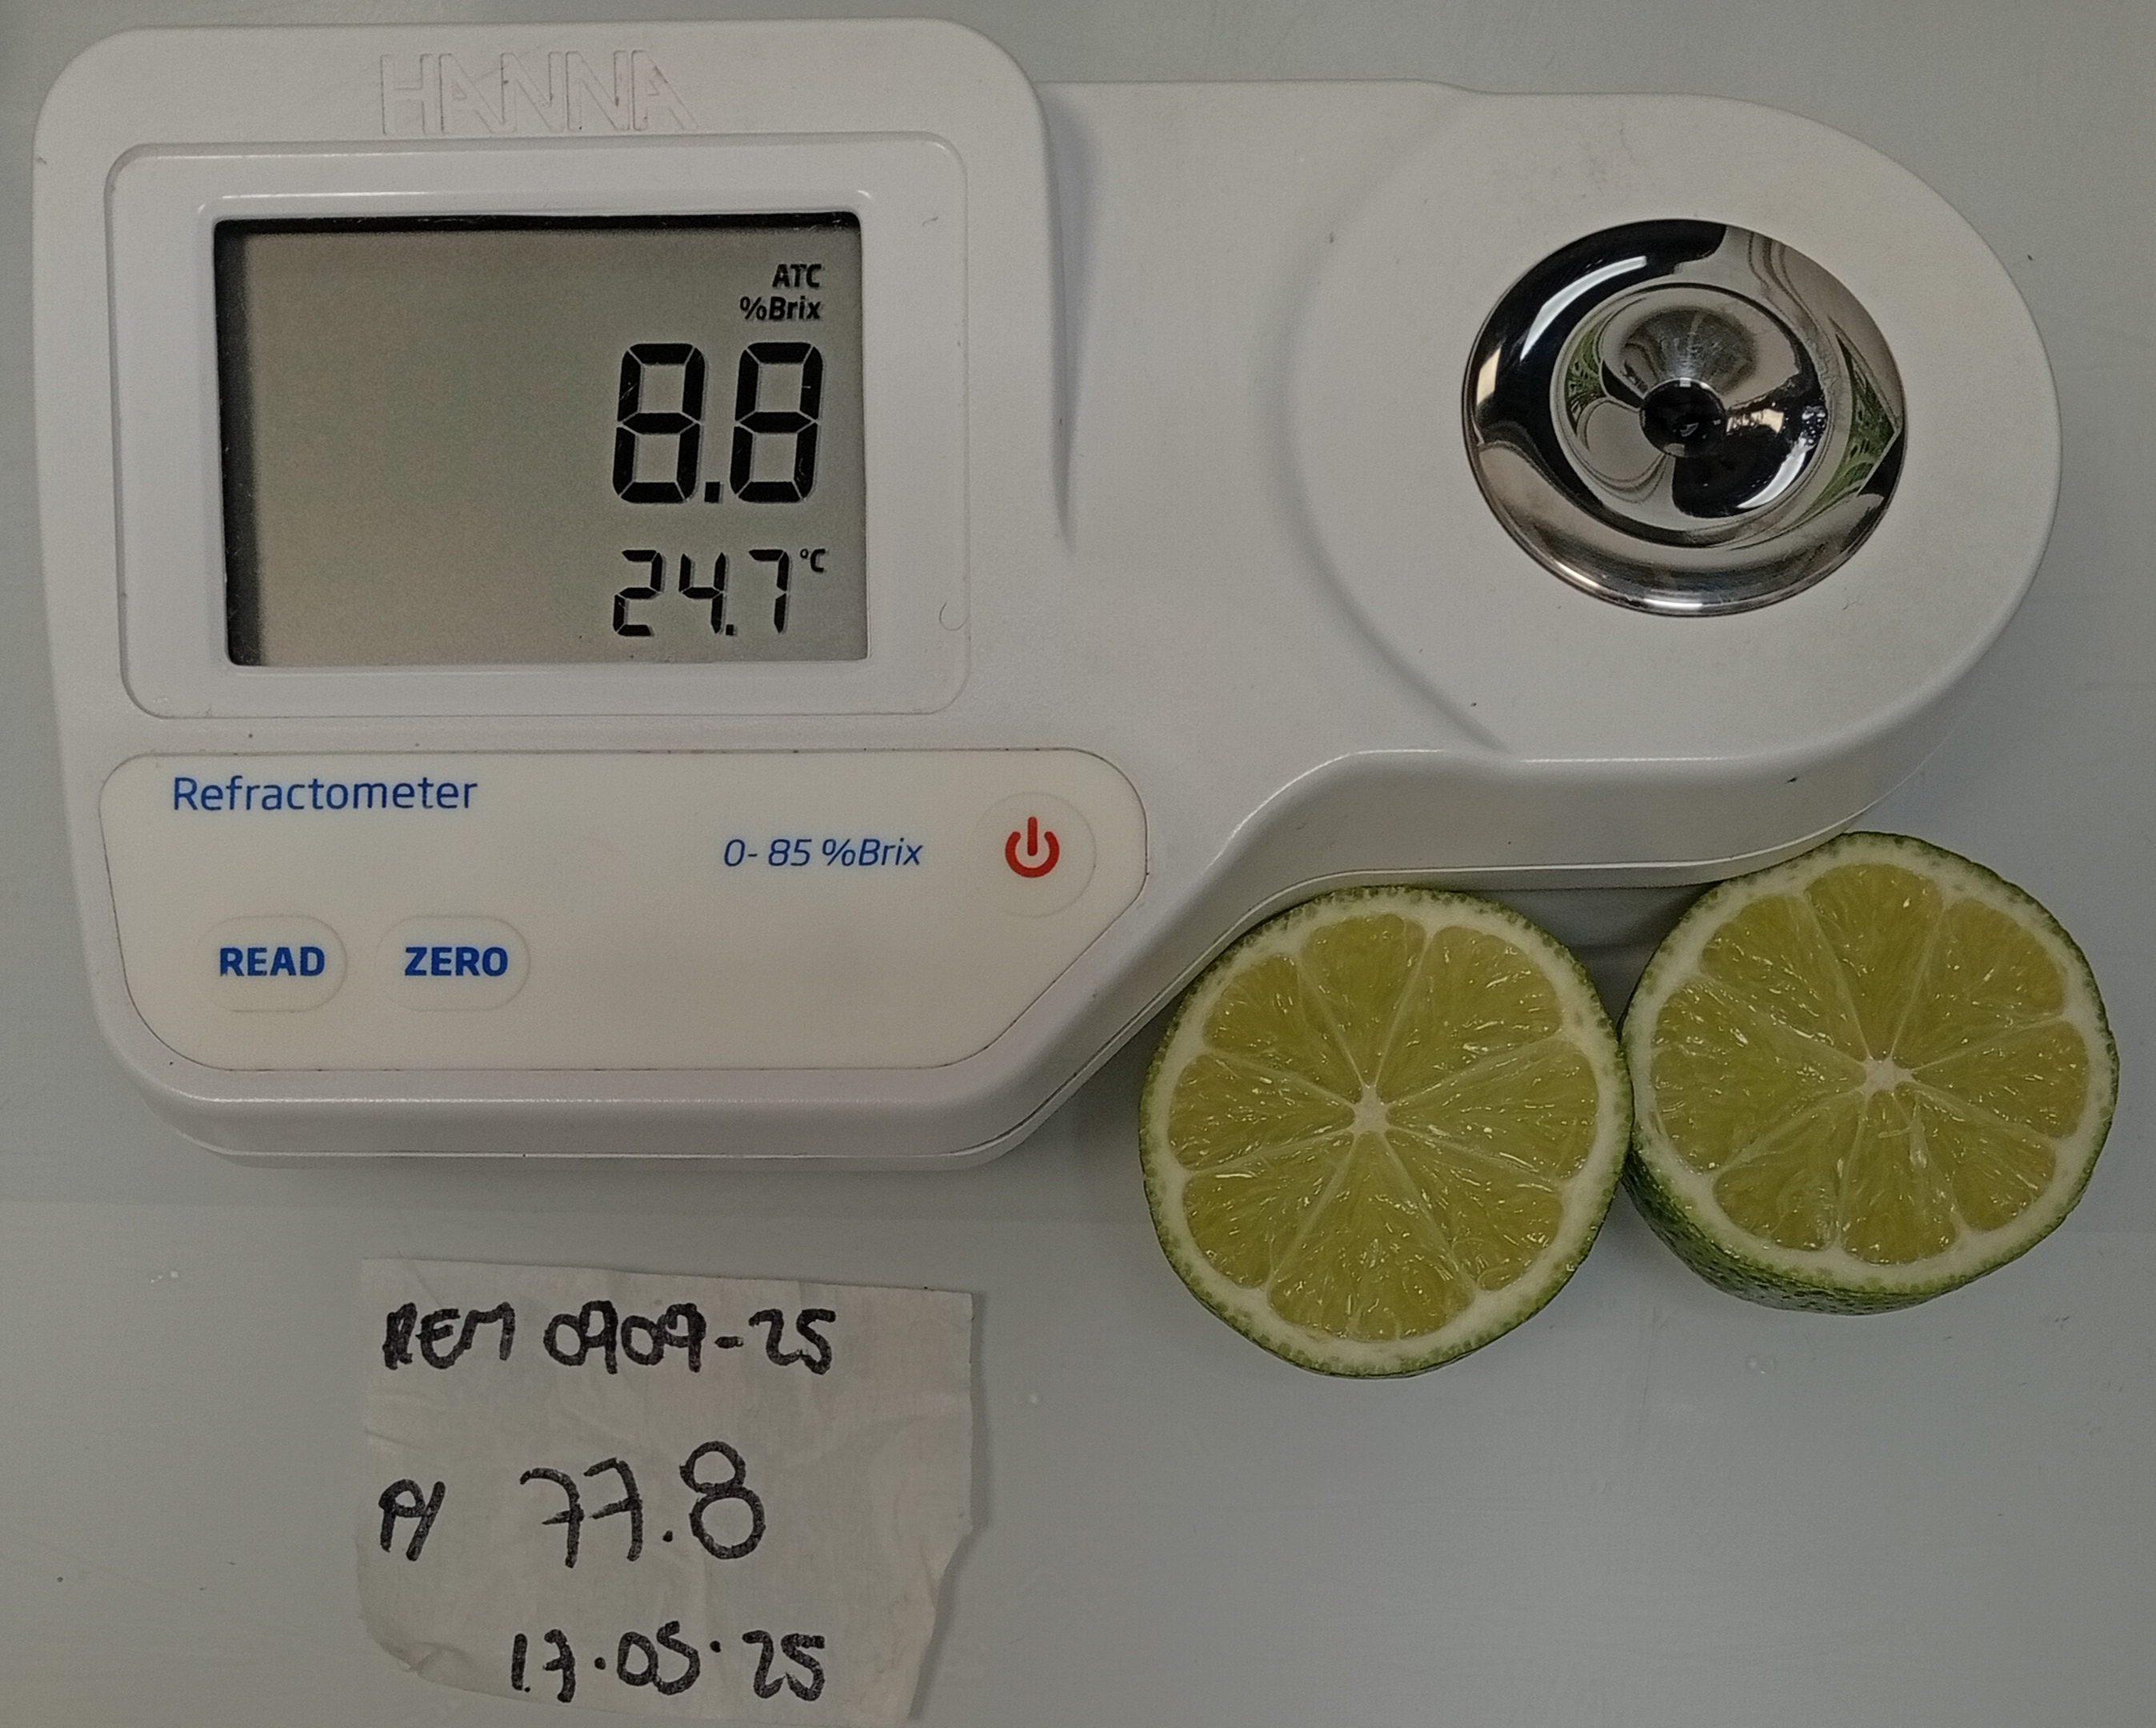 HANNA
ATC
%Brix
8.8
24.7°C
Refractometer
0- 85 %Brix
READ ZERO
REM 0909-25
P/ 77.8
17.05.25